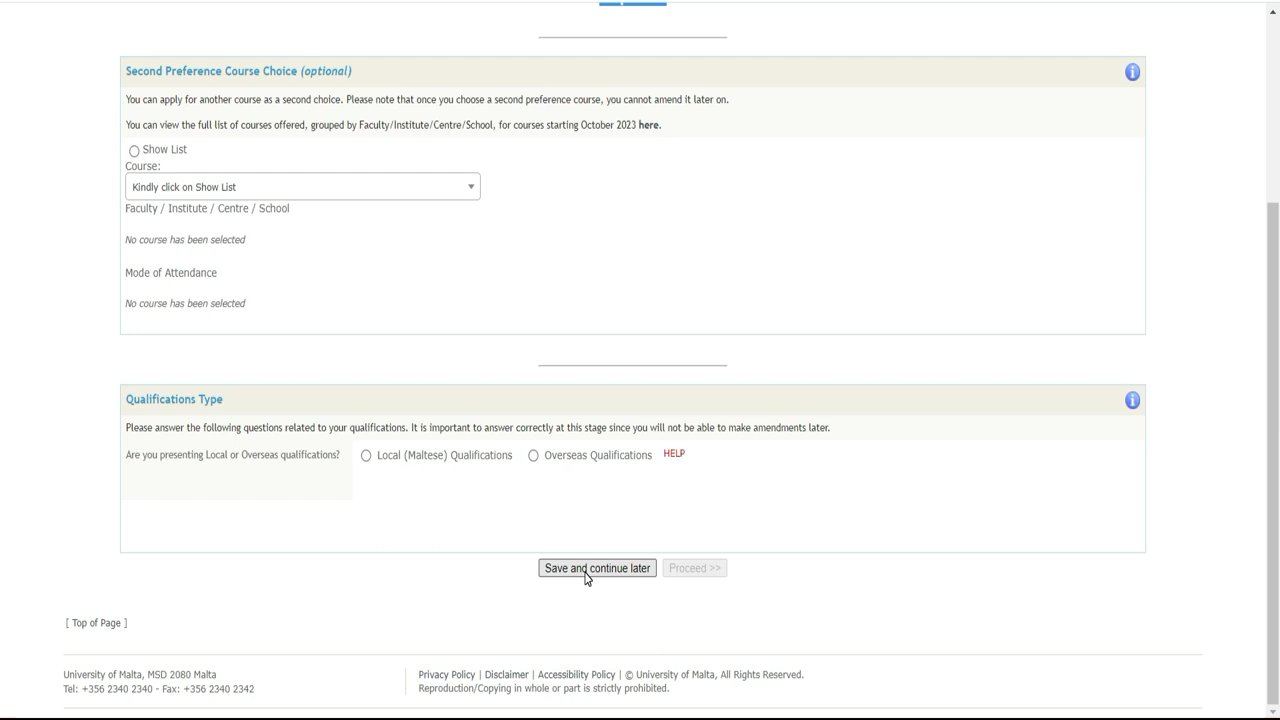 Second Preference Course Choice (optional)
You can apply for another course as a second choice. Please note that once you choose a second preference course, you cannot amend it later on.
You can view the full list of courses offered, grouped by Faculty/Institute/Centre/School, for courses starting October 2023 here.
Show List
Course:
Kindly click on Show List
Faculty / Institute / Centre / School
No course has been selected
Mode of Attendance
No course has been selected
Qualifications Type
Please answer the following questions related to your qualifications. It is important to answer correctly at this stage since you will not be able to make amendments later.
Are you presenting Local or Overseas qualifications? Local (Maltese) Qualifications Overseas Qualifications HELP
Save and continue later Proceed >>
[ Top of Page ]
University of Malta, MSD 2080 Malta
Tel: +356 2340 2340 - Fax: +356 2340 2342
Privacy Policy | Disclaimer | Accessibility Policy | © University of Malta, All Rights Reserved.
Reproduction/Copying in whole or part is strictly prohibited.